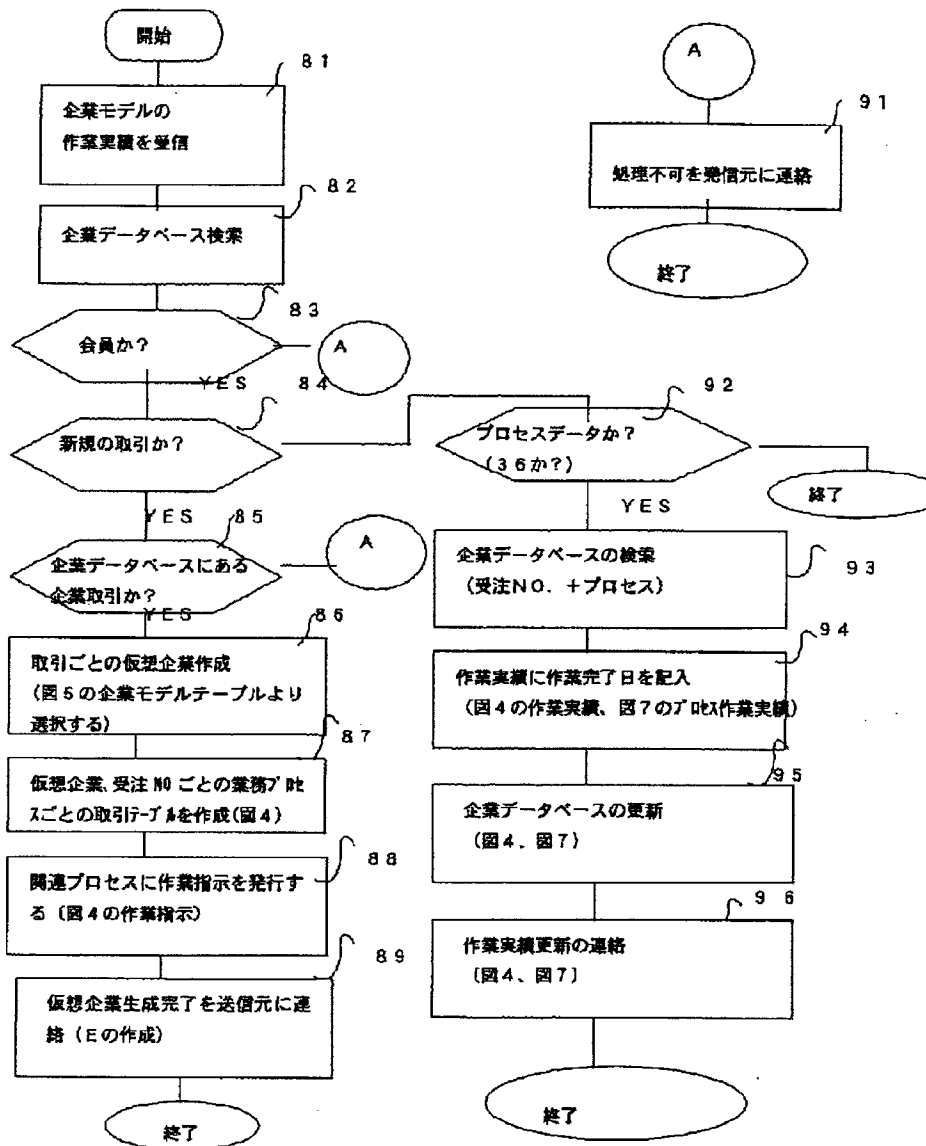 開始
81
企業モデルの
作業実績を受信
82
企業データベース検索
83
会員か?
A
YES
84
新規の取引か?
YES
85
企業データベースにある
企業取引か?
A
YES
86
取引ごとの仮想企業作成
(図5の企業モデルテーブルより
選択する)
87
仮想企業、受注NOごとの業務プロセ
スごとの取引テーブルを作成(図4)
88
関連プロセスに作業指示を発行す
る(図4の作業指示)
89
仮想企業生成完了を送信元に連
絡(Eの作成)
終了
A
91
処理不可を発信元に連絡
終了
92
プロセスデータか?
(36か?)
終了
YES
企業データベースの検索
(受注NO.+プロセス)
93
94
作業実績に作業完了日を記入
(図4の作業実績、図7のプロセス作業実績)
95
企業データベースの更新
(図4、図7)
96
作業実績更新の連絡
〔図4、図7〕
終了